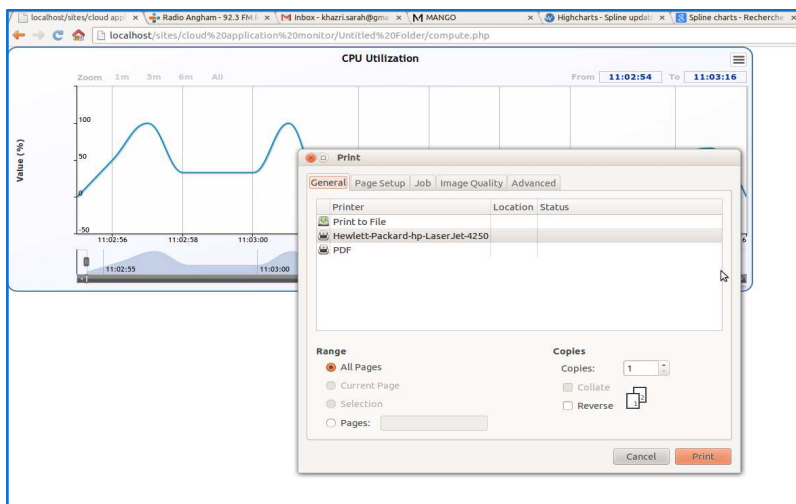 localhost/sites/cloud appl × Radio Angham - 92.3 FM F × Inbox - khazri.sarah@gma × MANGO × Highcharts - Spline updat × Spline charts - Recherche ×
localhost/sites/cloud%20application%20monitor/Untitled%20Folder/compute.php
CPU Utilization
Zoom 1m 3m 6m All From 11:02:54 To 11:03:16
Value (%)
100
50
0
-50
11:02:56 11:02:58 11:03:00
11:02:55 11:03:00
Print
General Page Setup Job Image Quality Advanced
Printer Location Status
Print to File
Hewlett-Packard-hp-LaserJet-4250
PDF
Range Copies
All Pages Copies: 1
Current Page Collate
Selection Reverse 1 2
Pages:
Cancel Print